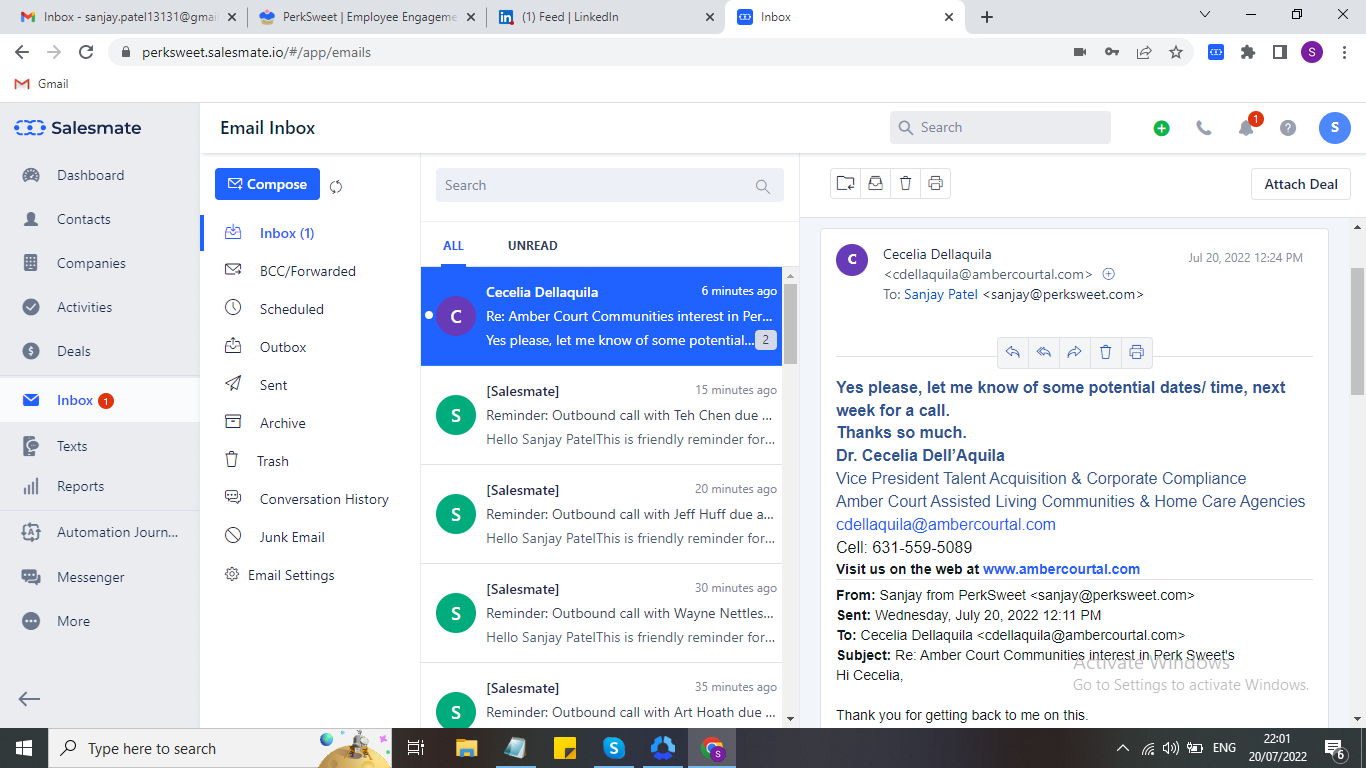 Inbox - sanjay.patel13131@gmai
PerkSweet | Employee Engageme
(1) Feed | LinkedIn
Inbox
perksweet.salesmate.io/#/app/emails
S
Gmail
Salesmate
Email Inbox
Search
1
S
Dashboard
Contacts
Companies
Activities
Deals
Inbox 1
Texts
Reports
Automation Journ...
Messenger
More
Compose
Inbox (1)
BCC/Forwarded
Scheduled
Outbox
Sent
Archive
Trash
Conversation History
Junk Email
Email Settings
Search
ALL UNREAD
C
Cecelia Dellaquila 6 minutes ago
Re: Amber Court Communities interest in Per...
Yes please, let me know of some potential... 2
S
[Salesmate] 15 minutes ago
Reminder: Outbound call with Teh Chen due ...
Hello Sanjay PatelThis is friendly reminder for...
S
[Salesmate] 20 minutes ago
Reminder: Outbound call with Jeff Huff due a...
Hello Sanjay PatelThis is friendly reminder for...
S
[Salesmate] 30 minutes ago
Reminder: Outbound call with Wayne Nettles...
Hello Sanjay PatelThis is friendly reminder for...
S
[Salesmate] 35 minutes ago
Reminder: Outbound call with Art Hoath due ...
Attach Deal
C
Cecelia Dellaquila Jul 20, 2022 12:24 PM
<cdellaquila@ambercourtal.com>
To: Sanjay Patel <sanjay@perksweet.com>
Yes please, let me know of some potential dates/ time, next
week for a call.
Thanks so much.
Dr. Cecelia Dell’Aquila
Vice President Talent Acquisition & Corporate Compliance
Amber Court Assisted Living Communities & Home Care Agencies
cdellaquila@ambercourtal.com
Cell: 631-559-5089
Visit us on the web at www.ambercourtal.com
From: Sanjay from PerkSweet <sanjay@perksweet.com>
Sent: Wednesday, July 20, 2022 12:11 PM
To: Cecelia Dellaquila <cdellaquila@ambercourtal.com>
Subject: Re: Amber Court Communities interest in Perk Sweet's
Hi Cecelia,
Thank you for getting back to me on this.
Activate Windows
Go to Settings to activate Windows.
Type here to search
S
ENG
22:01
20/07/2022
6